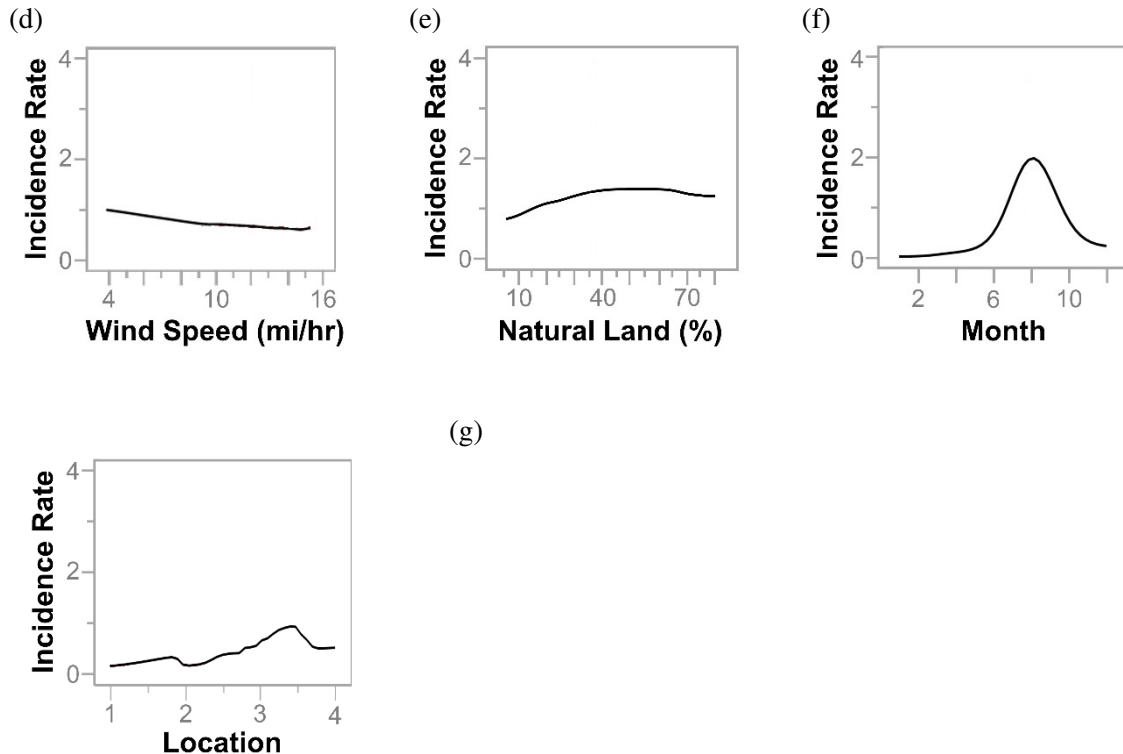 (d)
Incidence Rate
4
2
0
4 10 16
Wind Speed (mi/hr)
(e)
Incidence Rate
4
2
0
10 40 70
Natural Land (%)
(f)
Incidence Rate
4
2
0
2 6 10
Month
(g)
Incidence Rate
4
2
0
1 2 3 4
Location